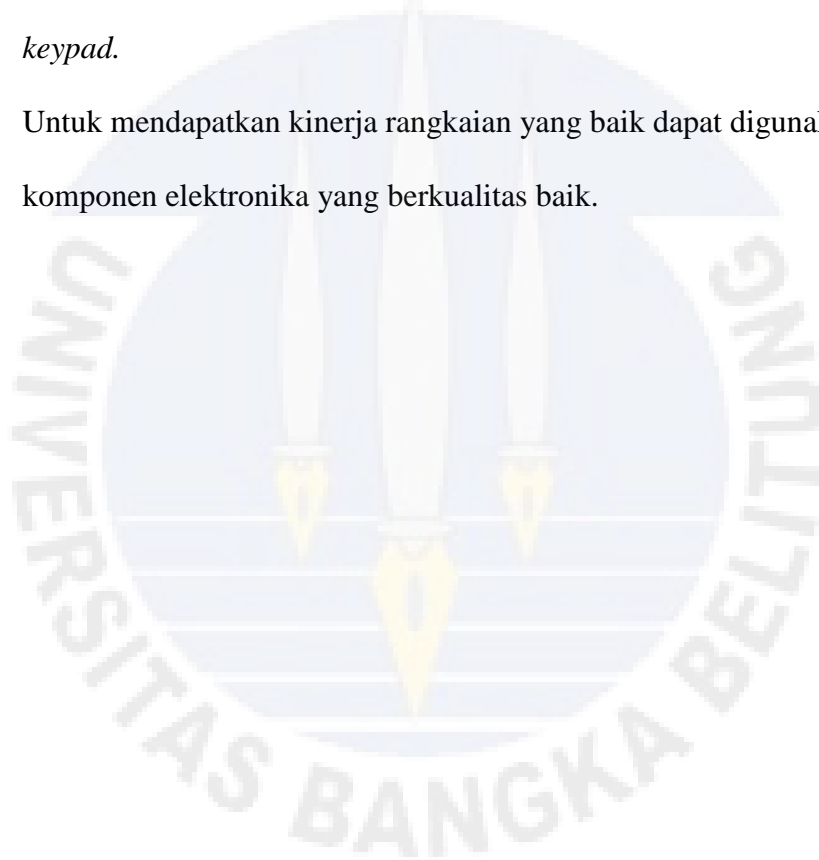 keypad.
Untuk mendapatkan kinerja rangkaian yang baik dapat
komponen elektronika yang berkualitas baik.
UNIVERSITAS BANGKA BELITUNG